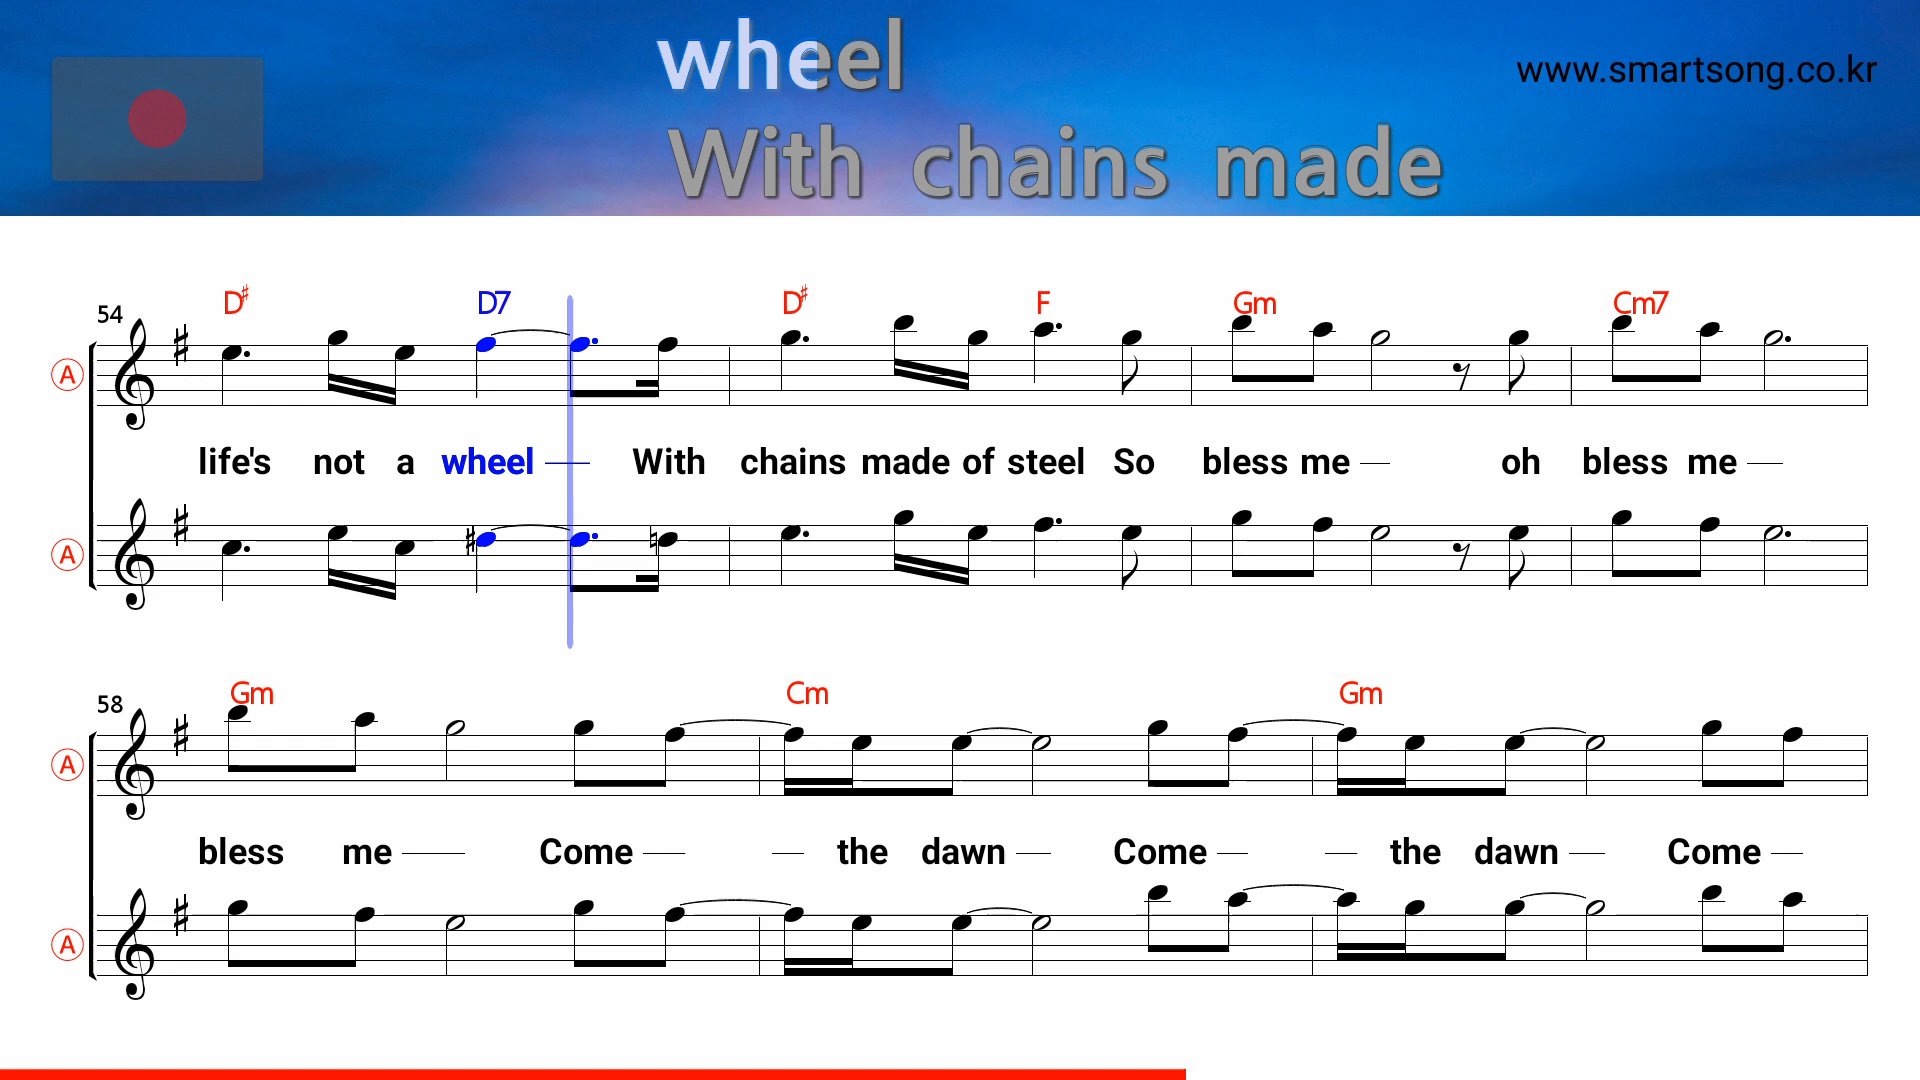 wheel
www.smartsong.co.kr
With chains made
D♯ D7 D♯ F Gm Cm7
54
A
life's not a wheel With chains made of steel So bless me oh bless me
A
Gm Cm Gm
58
A
bless me Come the dawn Come the dawn Come
A